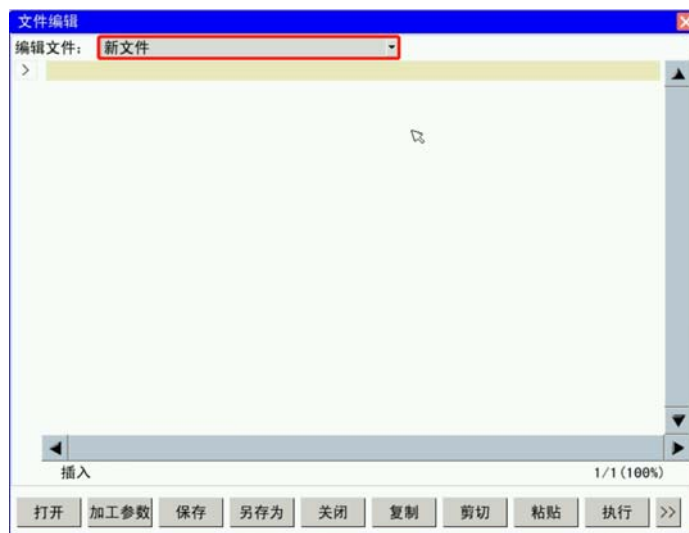 文件编辑
编辑文件： 新文件
>
插入 1/1(100%)
打开 加工参数 保存 另存为 关闭 复制 剪切 粘贴 执行 >>